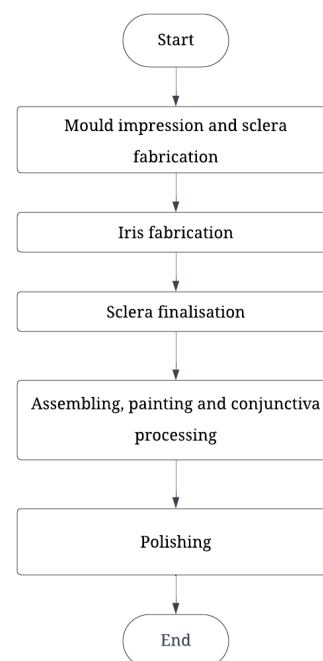 Start
Mould impression and sclera
fabrication
Iris fabrication
Sclera finalisation
Assembling, painting and conjunctiva
processing
Polishing
End